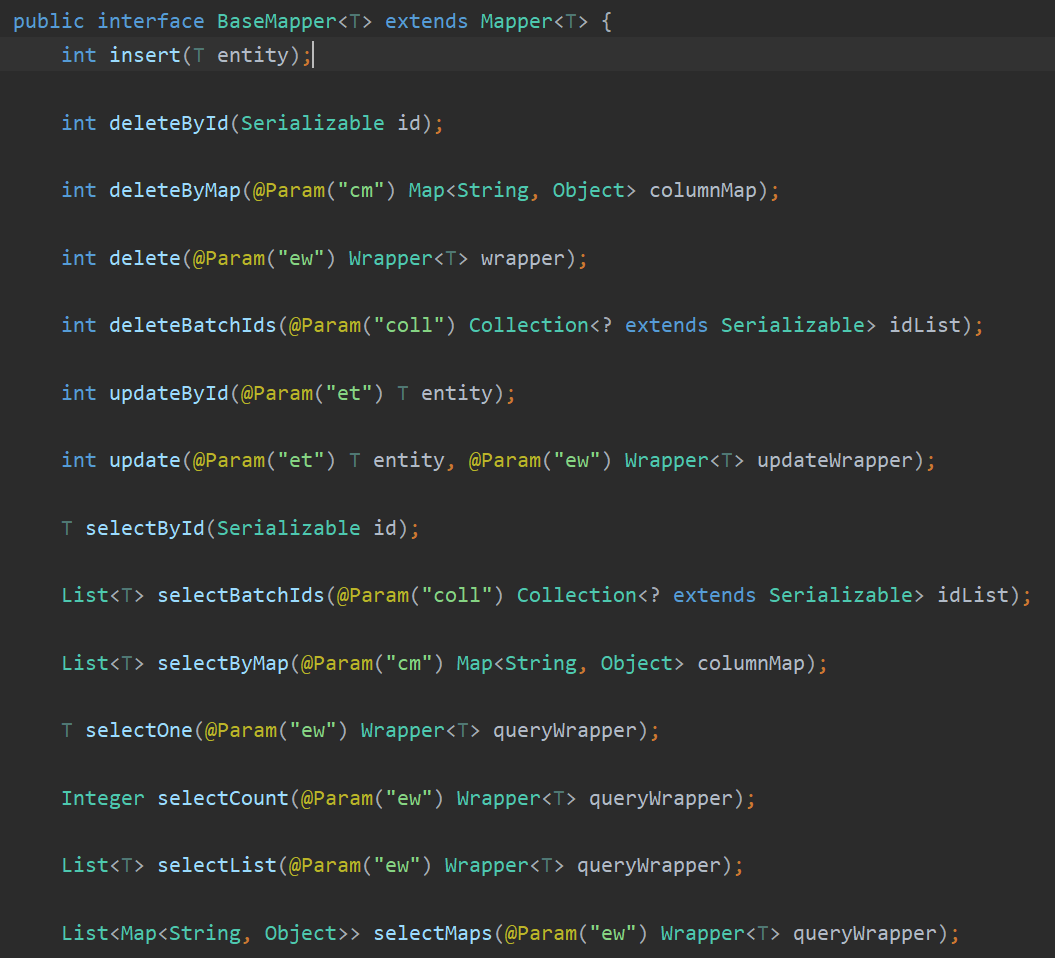 public interface BaseMapper<T> extends Mapper<T> {
int insert(T entity);
int deleteById(Serializable id);
int deleteByMap(@Param("cm") Map<String, Object> columnMap);
int delete(@Param("ew") Wrapper<T> wrapper);
int deleteBatchIds(@Param("coll") Collection<? extends Serializable> idList);
int updateById(@Param("et") T entity);
int update(@Param("et") T entity, @Param("ew") Wrapper<T> updateWrapper);
T selectById(Serializable id);
List<T> selectBatchIds(@Param("coll") Collection<? extends Serializable> idList);
List<T> selectByMap(@Param("cm") Map<String, Object> columnMap);
T selectOne(@Param("ew") Wrapper<T> queryWrapper);
Integer selectCount(@Param("ew") Wrapper<T> queryWrapper);
List<T> selectList(@Param("ew") Wrapper<T> queryWrapper);
List<Map<String, Object>> selectMaps(@Param("ew") Wrapper<T> queryWrapper);